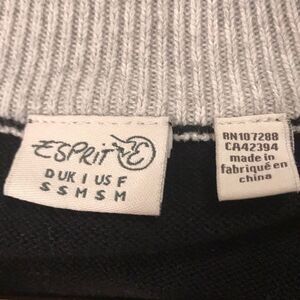 ESPRIT
D UK I US F
S S M S M
RN107288
CA42394
made in
fabriqué en
china